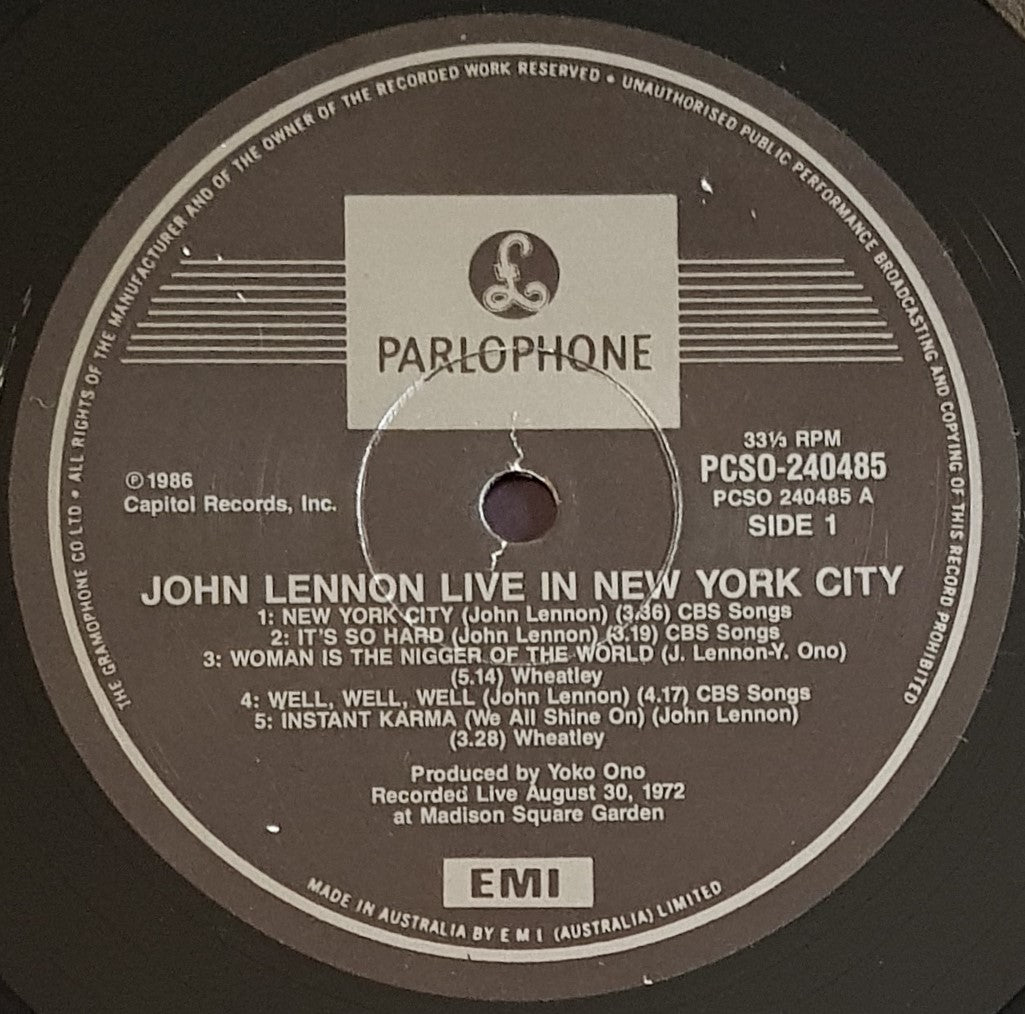 THE GRAMOPHONE CO LTD • ALL RIGHTS OF THE MANUFACTURER AND OF THE OWNER OF THE RECORDED WORK RESERVED • UNAUTHORISED PUBLIC PERFORMANCE BROADCASTING AND COPYING OF THIS RECORD PROHIBITED
£
PARLOPHONE
33⅓ RPM
PCSO-240485
PCSO 240485 A
SIDE 1
℗ 1986
Capitol Records, Inc.
JOHN LENNON LIVE IN NEW YORK CITY
1: NEW YORK CITY (John Lennon) (3.36) CBS Songs
2: IT'S SO HARD (John Lennon) (3.19) CBS Songs
3: WOMAN IS THE NIGGER OF THE WORLD (J. Lennon-Y. Ono)
(5.14) Wheatley
4: WELL, WELL, WELL (John Lennon) (4.17) CBS Songs
5: INSTANT KARMA (We All Shine On) (John Lennon)
(3.28) Wheatley
Produced by Yoko Ono
Recorded Live August 30, 1972
at Madison Square Garden
EMI
MADE IN AUSTRALIA BY E M I (AUSTRALIA) LIMITED